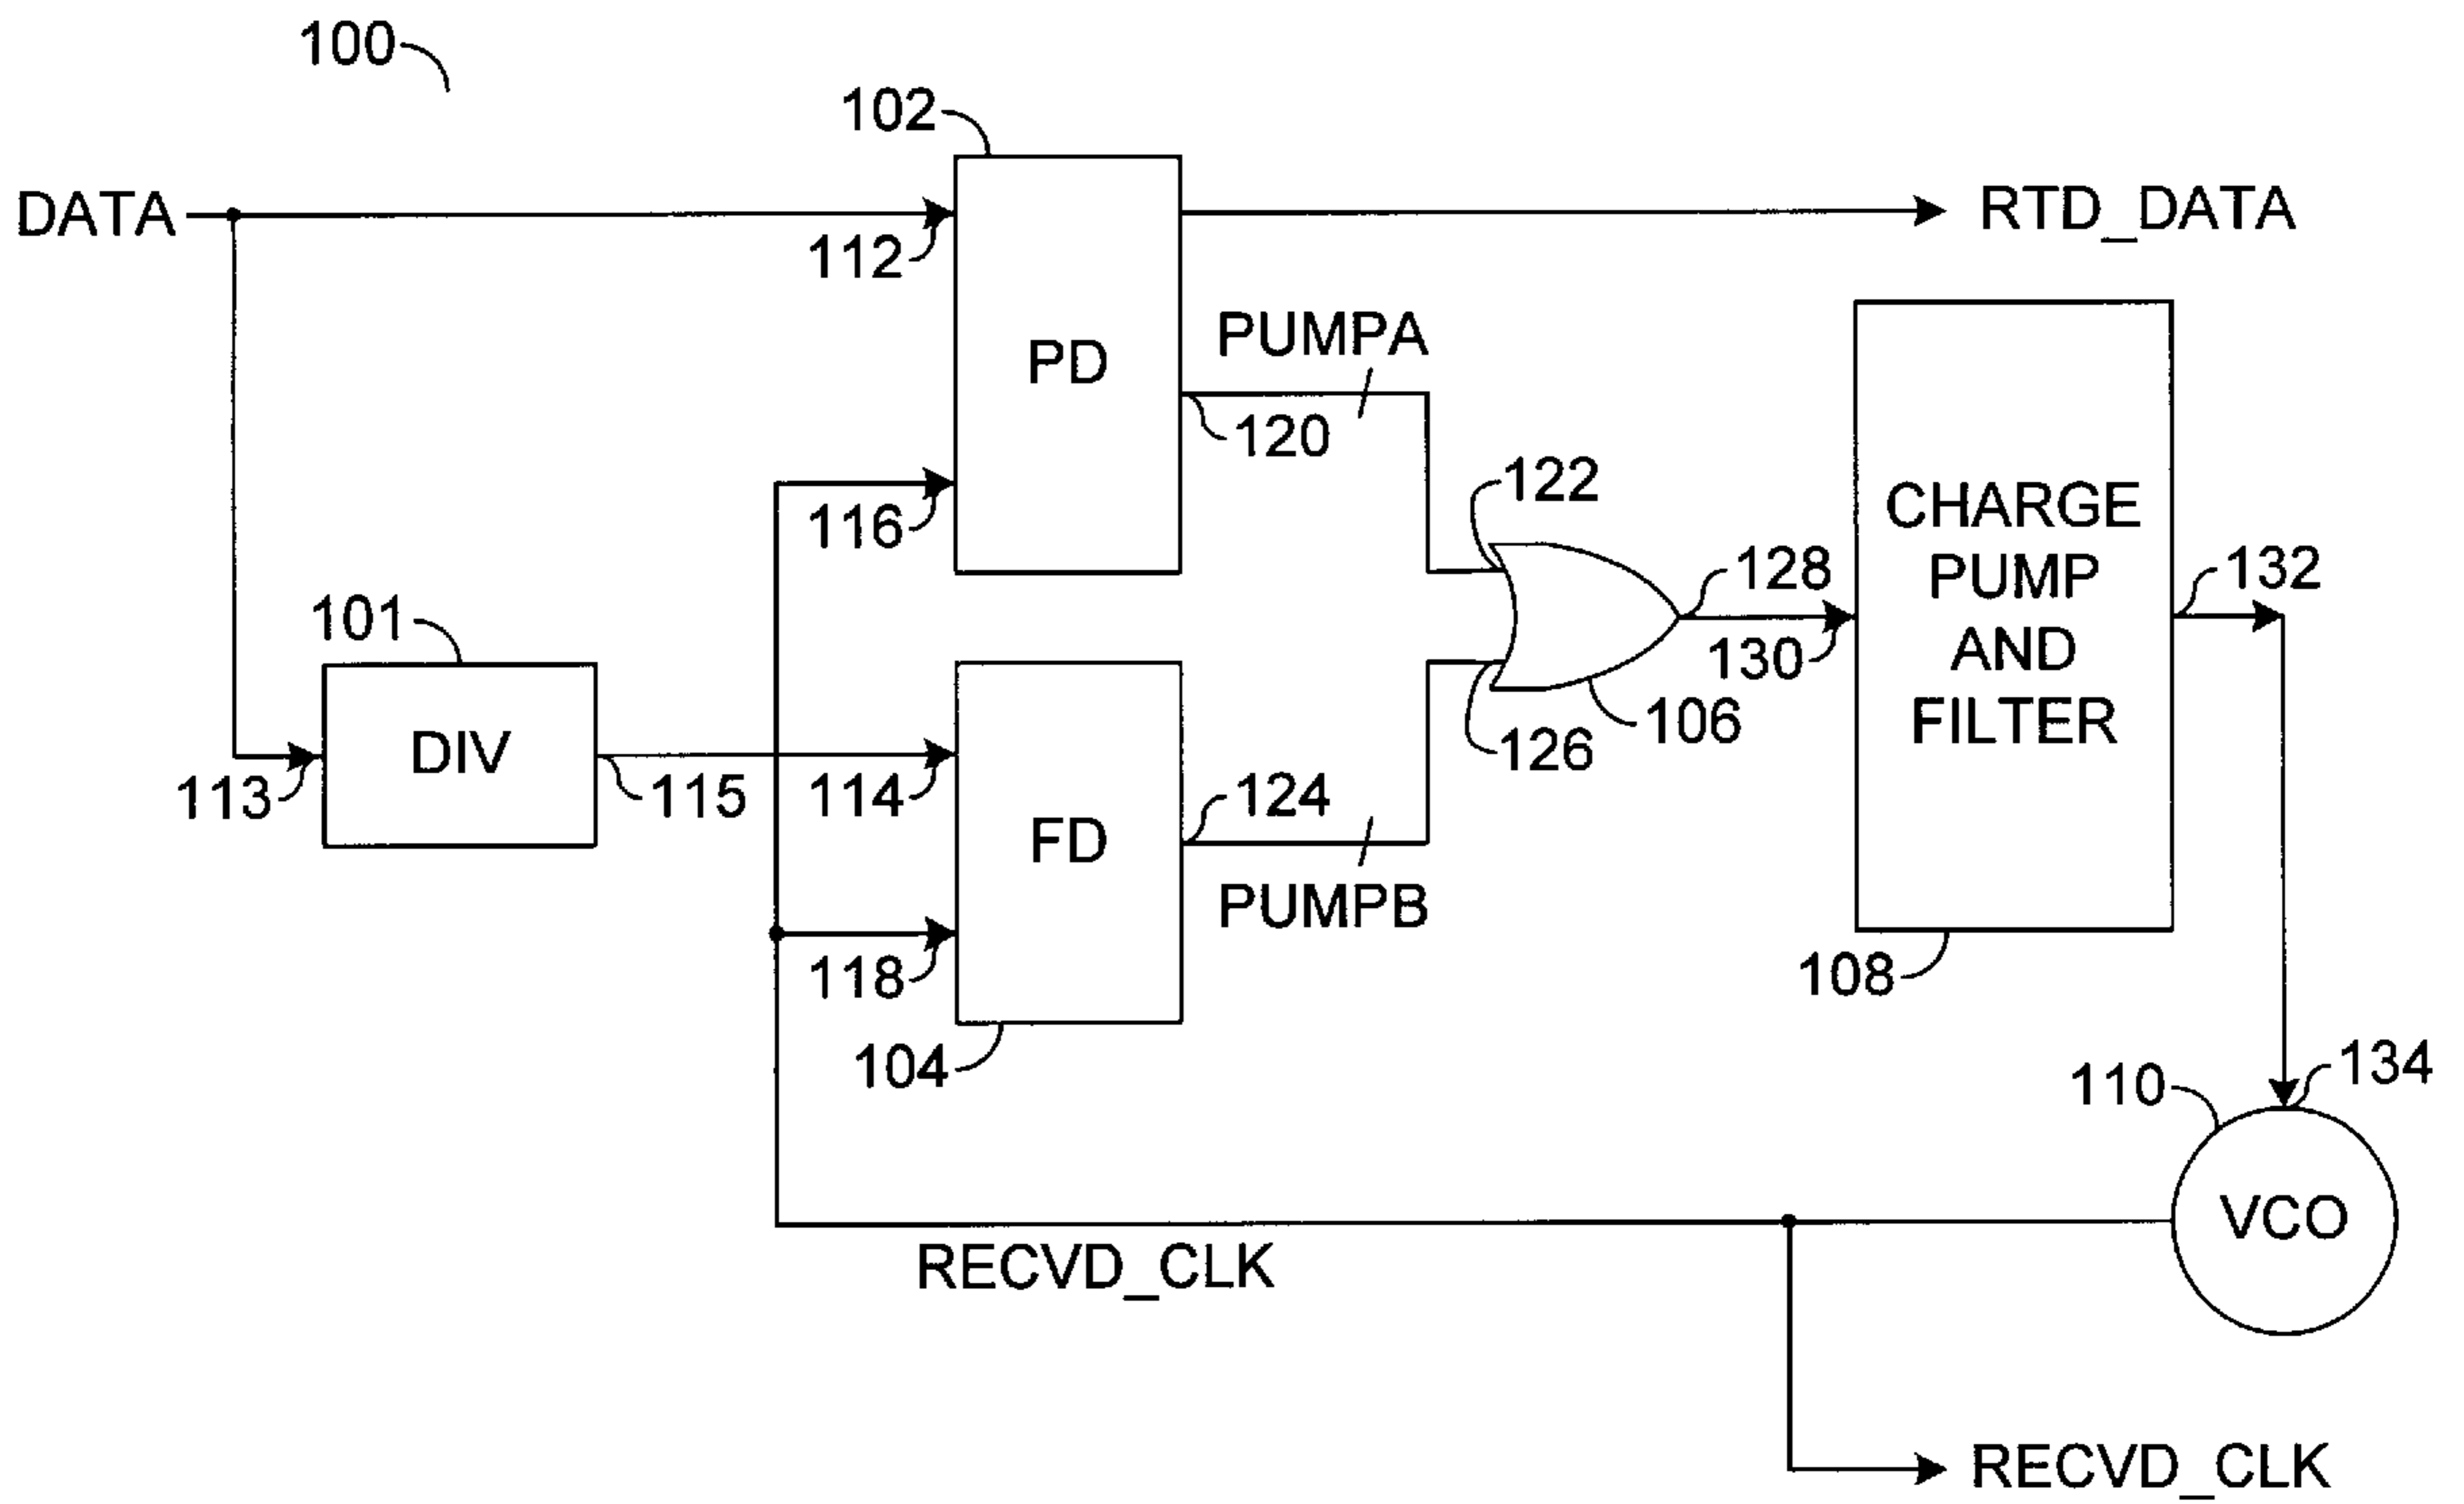 100
102
DATA
RTD_DATA
112
PUMPA
PD
120
122
116
CHARGE
PUMP
AND
FILTER
128
132
101
130
106
DIV
126
113
115
114
124
FD
PUMPB
118
108
104
134
110
VCO
RECVD_CLK
RECVD_CLK